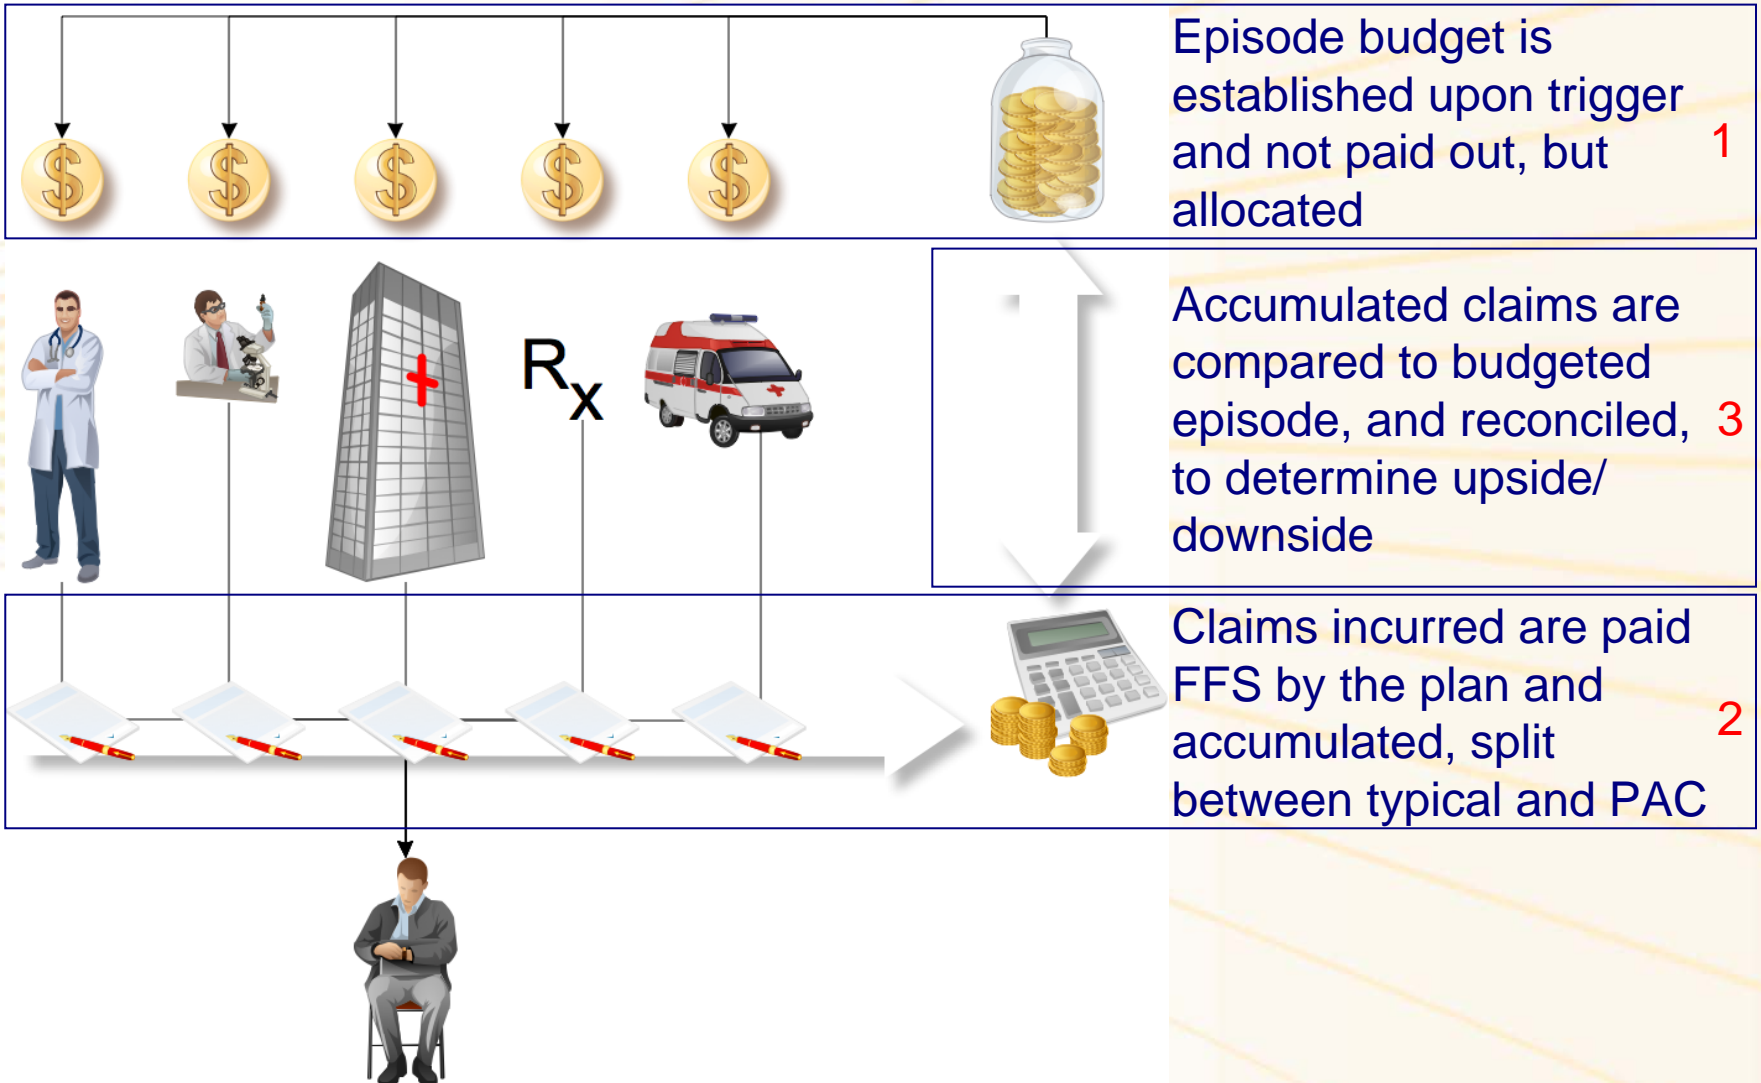 Episode budget is
established upon trigger
and not paid out, but
allocated
1
$ $ $ $ $
Accumulated claims are
compared to budgeted
episode, and reconciled,
to determine upside/
downside
3
Rx
Claims incurred are paid
FFS by the plan and
accumulated, split
between typical and PAC
2